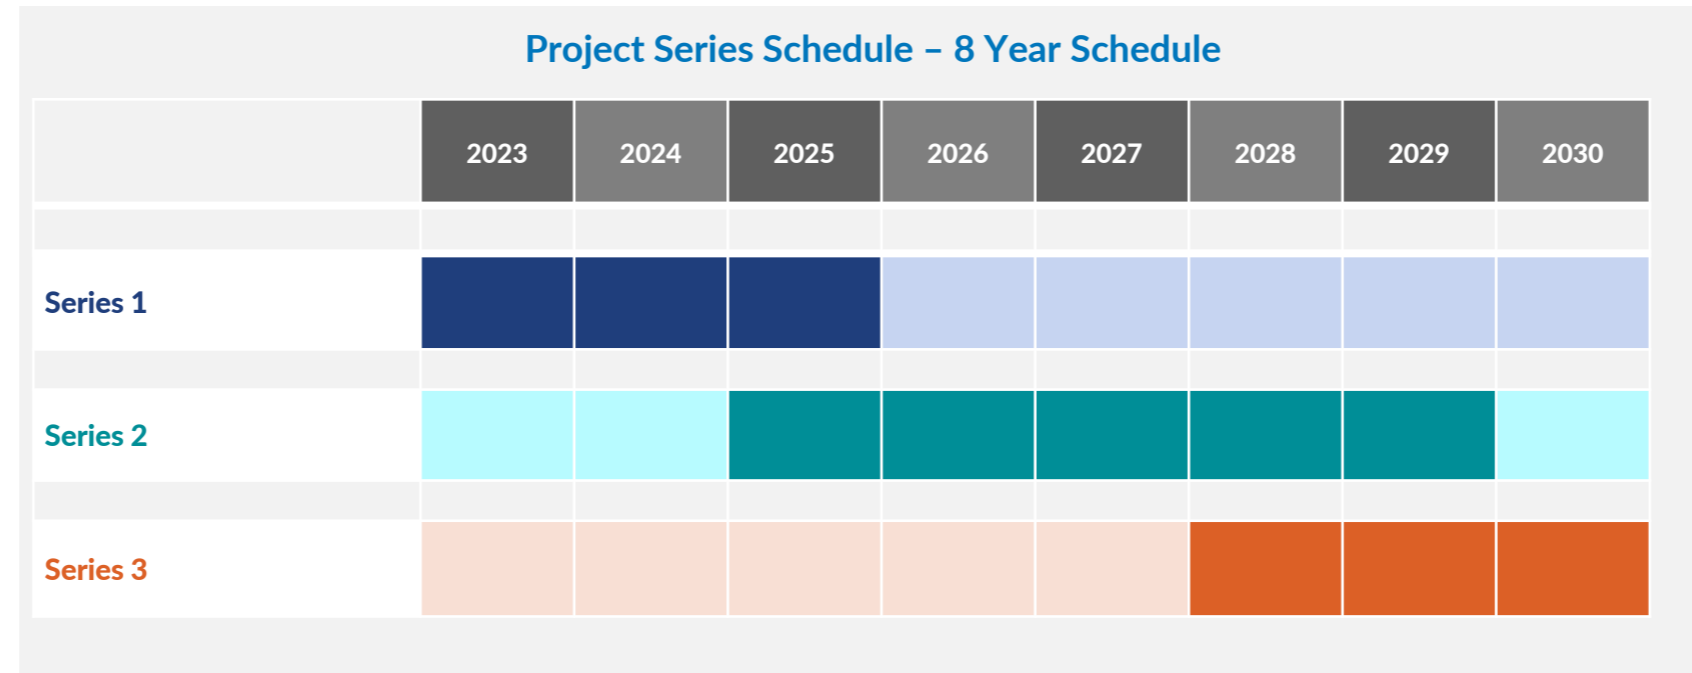 Project Series Schedule – 8 Year Schedule
2023 2024 2025 2026 2027 2028 2029 2030
Series 1
Series 2
Series 3